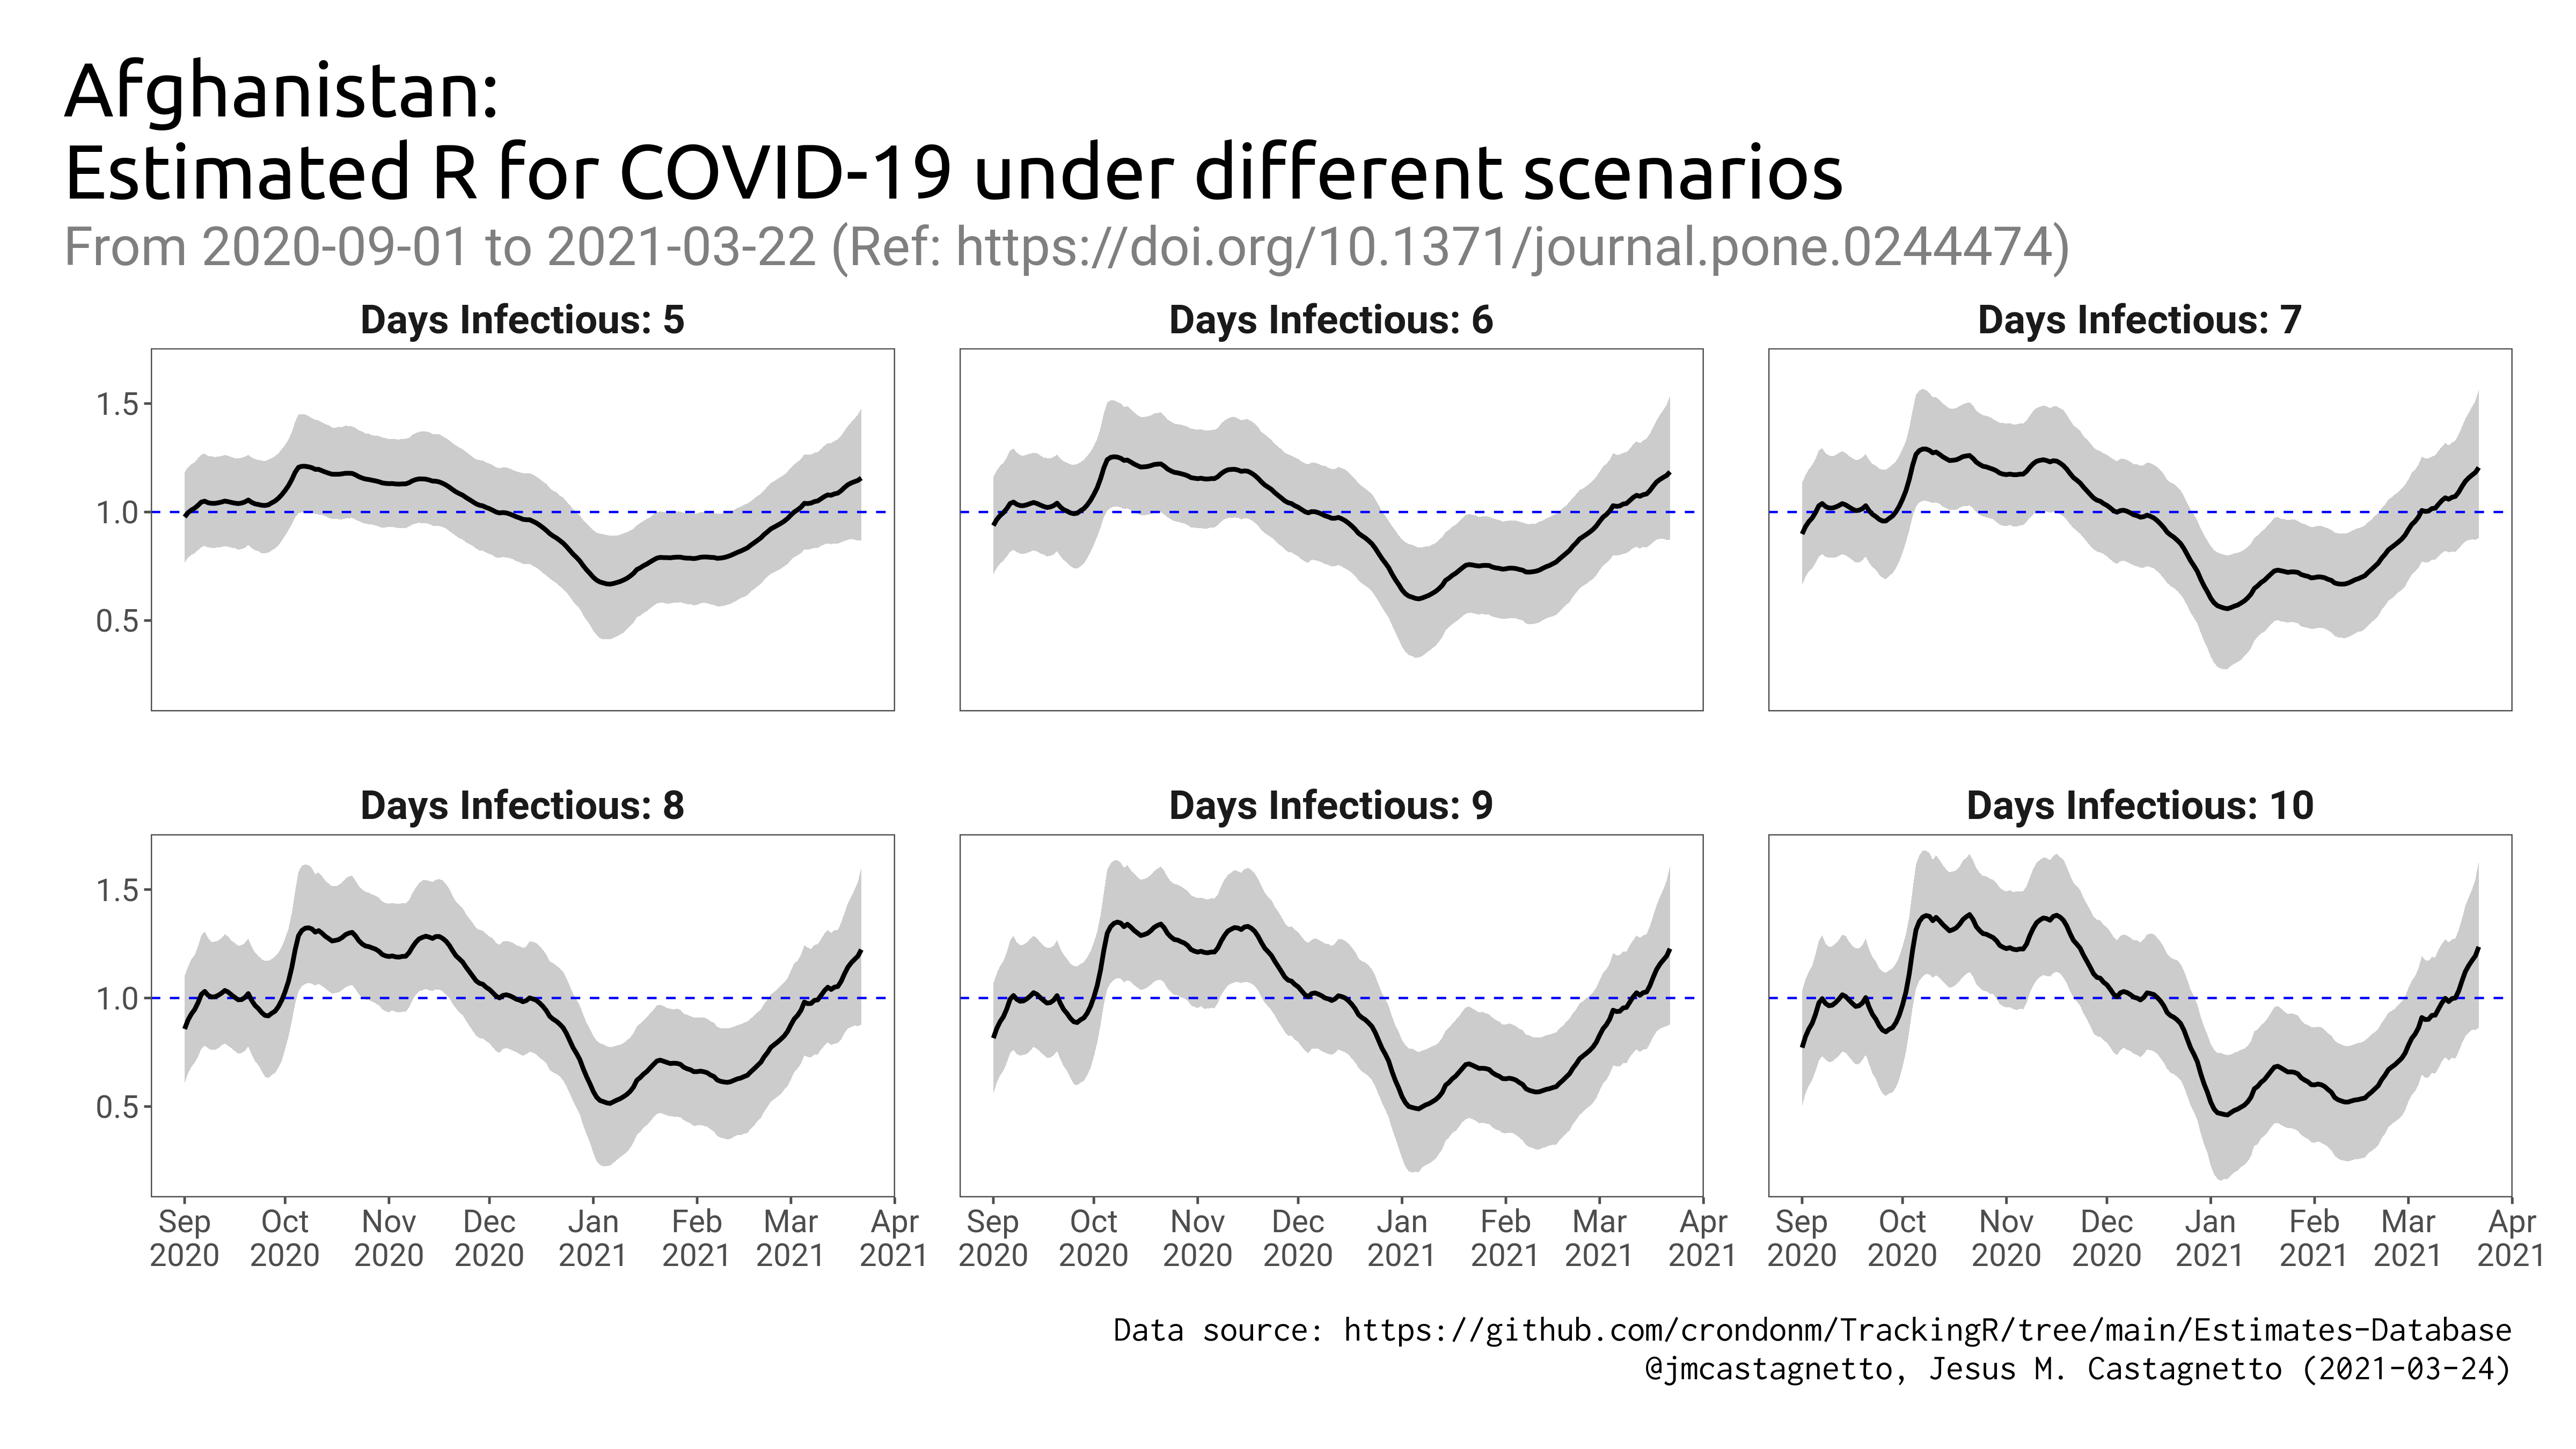 Afghanistan:
Estimated R for COVID-19 under different scenarios
From 2020-09-01 to 2021-03-22 (Ref: https://doi.org/10.1371/journal.pone.0244474)
Days Infectious: 5
Days Infectious: 6
Days Infectious: 7
1.5
1.0
0.5
Days Infectious: 8
Days Infectious: 9
Days Infectious: 10
1.5
1.0
0.5
Sep Oct Nov Dec Jan Feb Mar Apr
2020 2020 2020 2020 2021 2021 2021 2021
Sep Oct Nov Dec Jan Feb Mar Apr
2020 2020 2020 2020 2021 2021 2021 2021
Sep Oct Nov Dec Jan Feb Mar Apr
2020 2020 2020 2020 2021 2021 2021 2021
Data source: https://github.com/crondonm/TrackingR/tree/main/Estimates-Database
@jmcastagnetto, Jesus M. Castagnetto (2021-03-24)